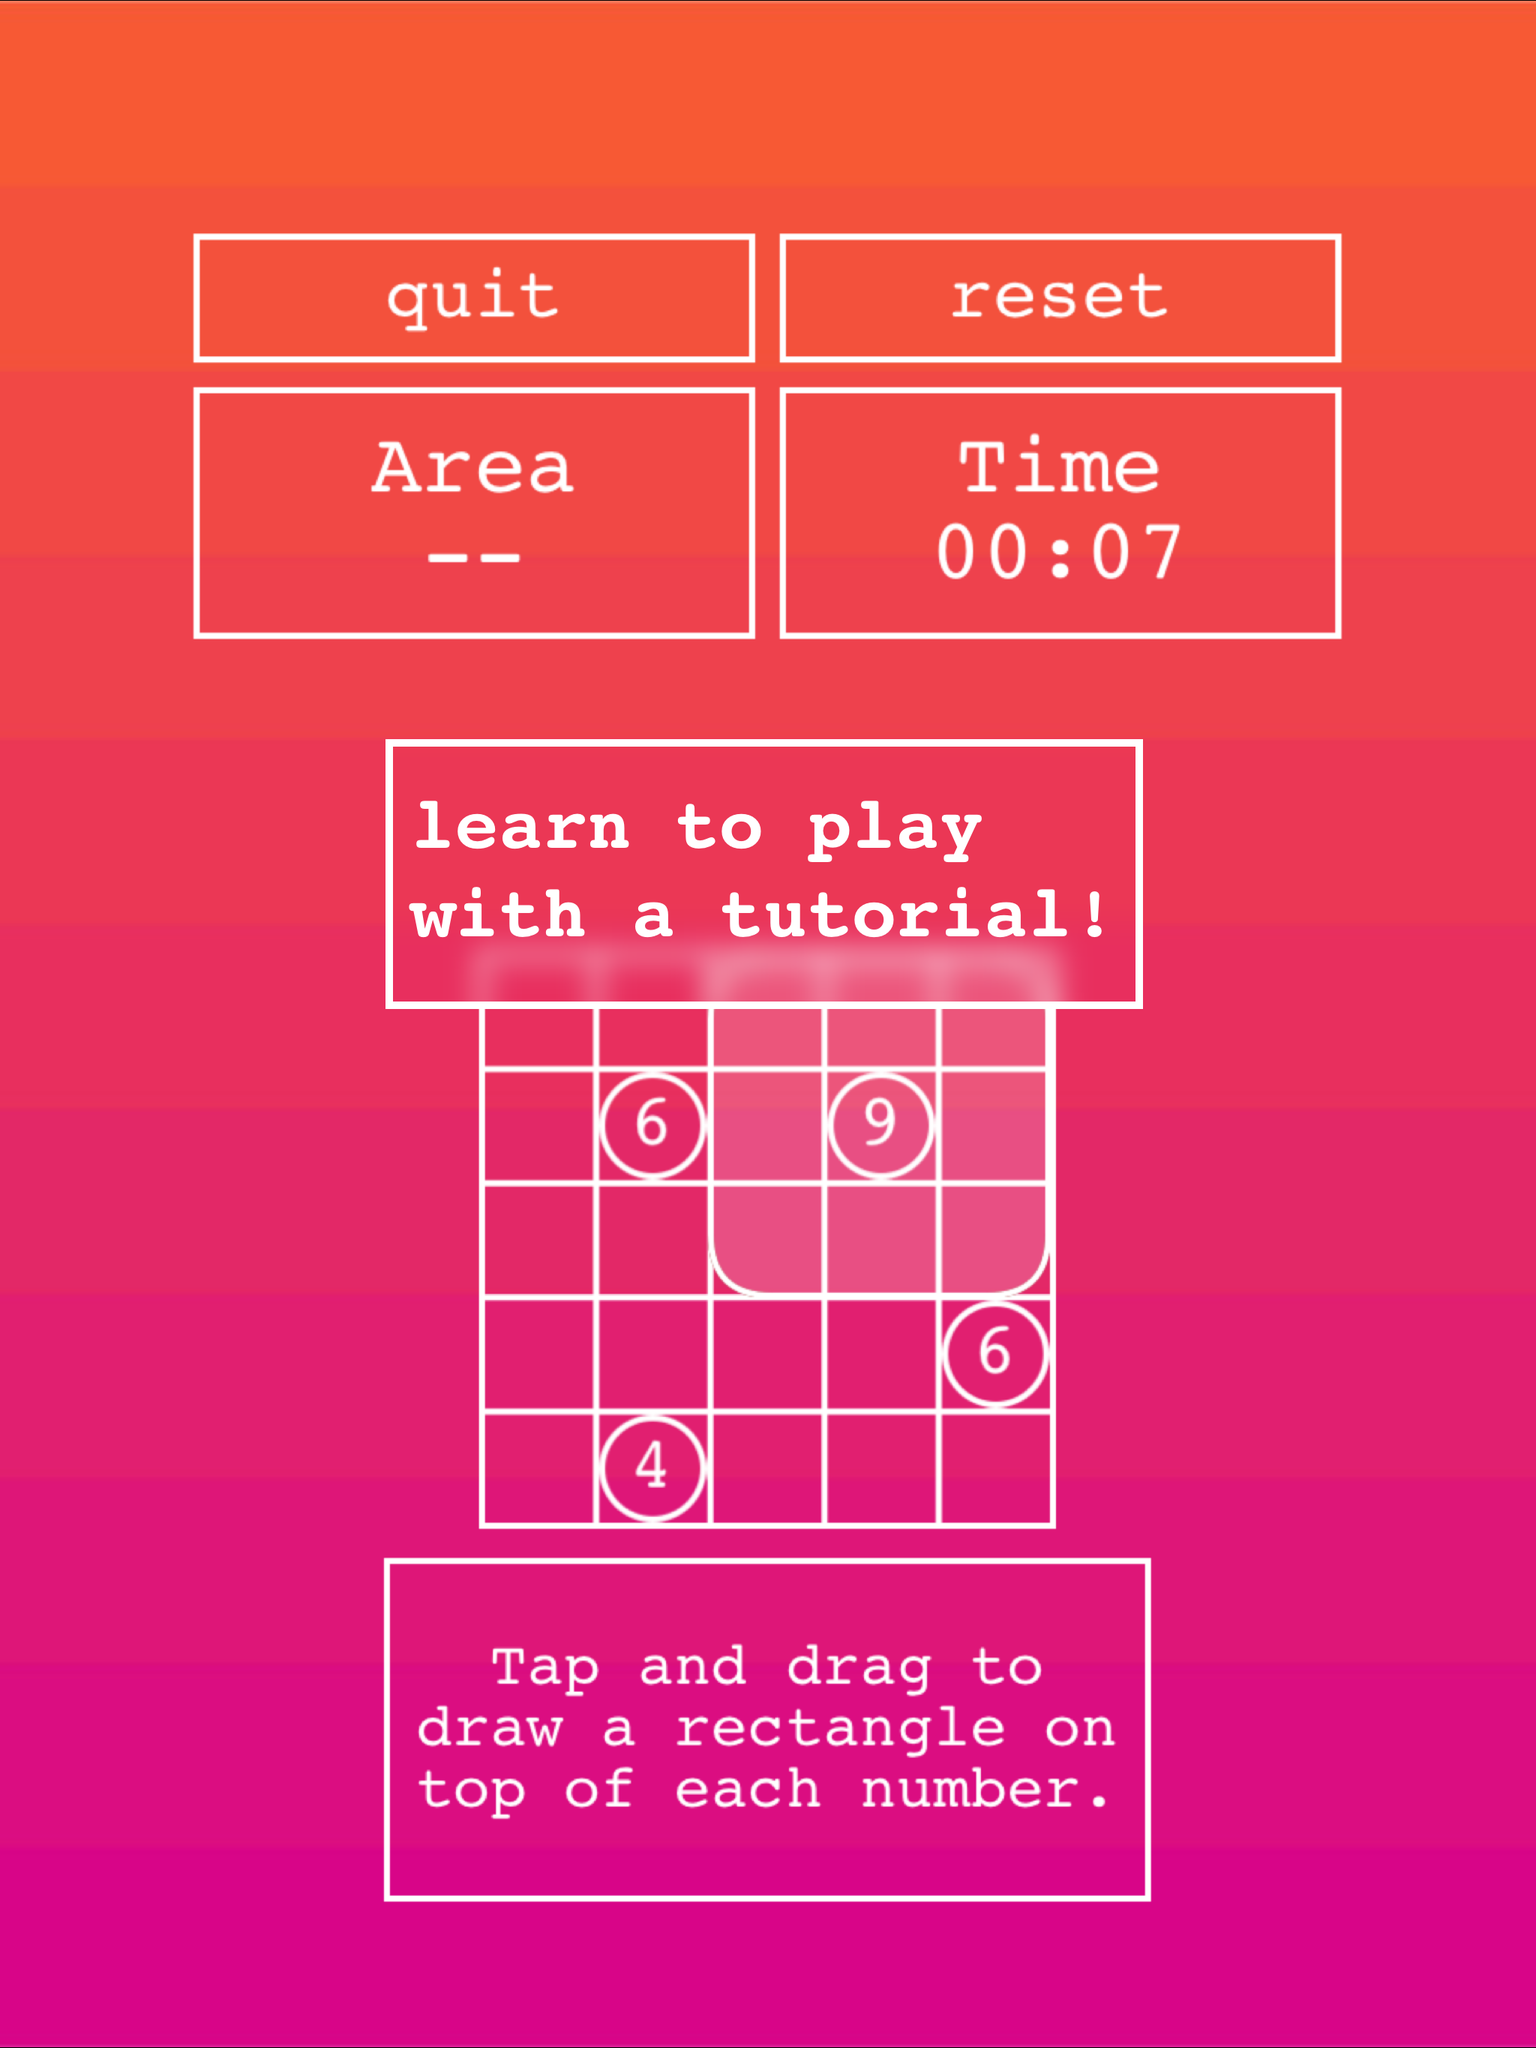 quit
reset
Area
--
Time
00:07
learn to play
with a tutorial!
6
9
6
4
Tap and drag to
draw a rectangle on
top of each number.